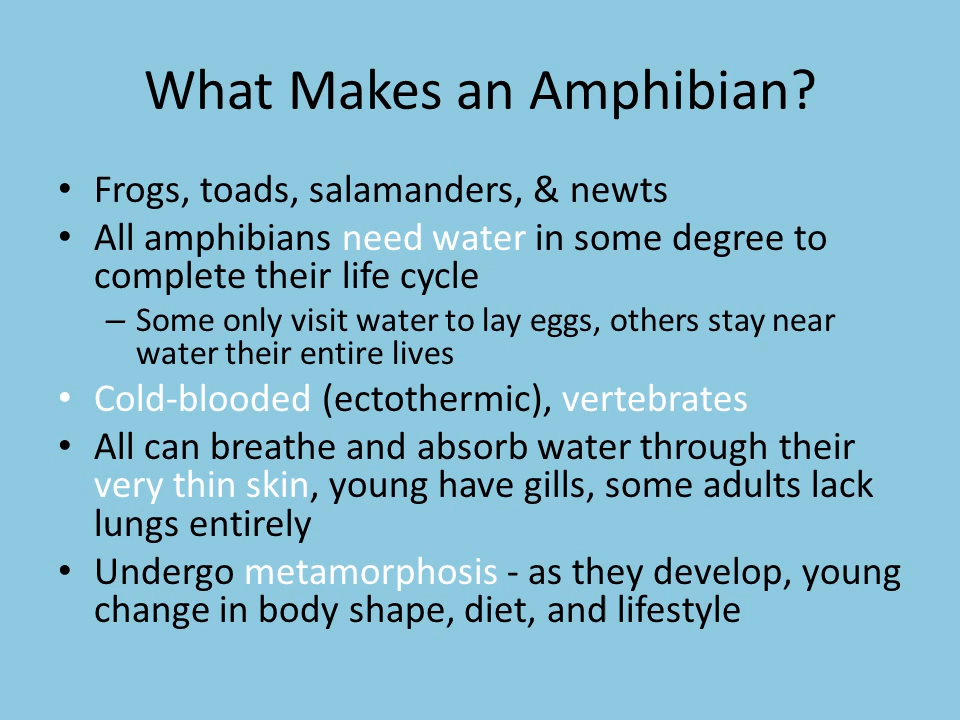 What Makes an Amphibian?
• Frogs, toads, salamanders, & newts
• All amphibians need water in some degree to
complete their life cycle
– Some only visit water to lay eggs, others stay near
water their entire lives
• Cold-blooded (ectothermic), vertebrates
• All can breathe and absorb water through their
very thin skin, young have gills, some adults lack
lungs entirely
• Undergo metamorphosis - as they develop, young
change in body shape, diet, and lifestyle